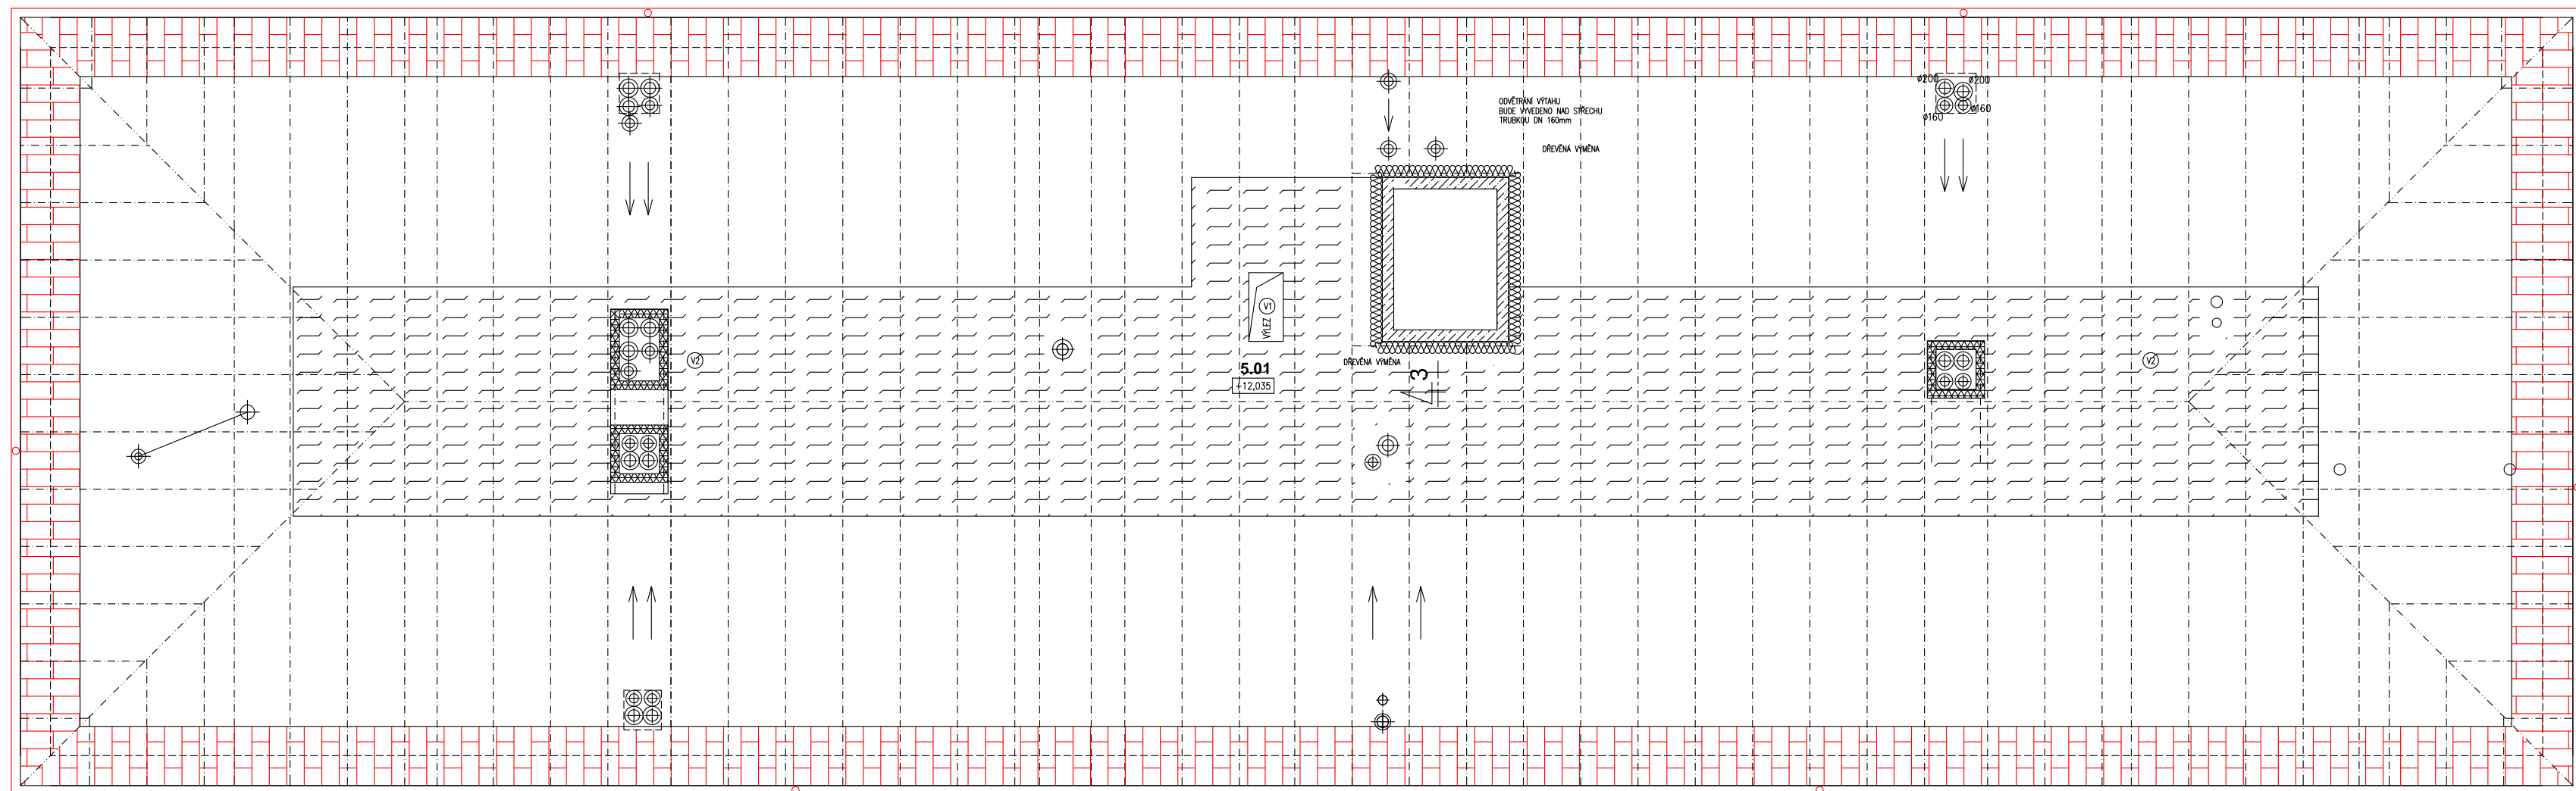 ø200
ø200
ø160
ø160
ODVĚTRÁNÍ VÝTAHU
BUDE VYVEDENO NAD STŘECHU
TRUBKOU DN 160mm
DŘEVĚNÁ VÝMĚNA
VÝLEZ V1
V2
V2
DŘEVĚNÁ VÝMĚNA
5.01
+12,035
3